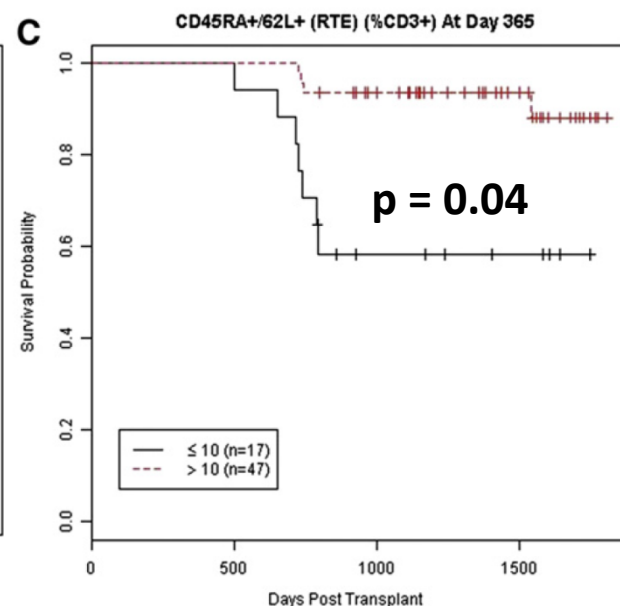 C
CD45RA+/62L+ (RTE) (%CD3+) At Day 365
1.0
0.8
0.6
0.4
0.2
0.0
Survival Probability
p = 0.04
≤ 10 (n=17)
> 10 (n=47)
0 500 1000 1500
Days Post Transplant